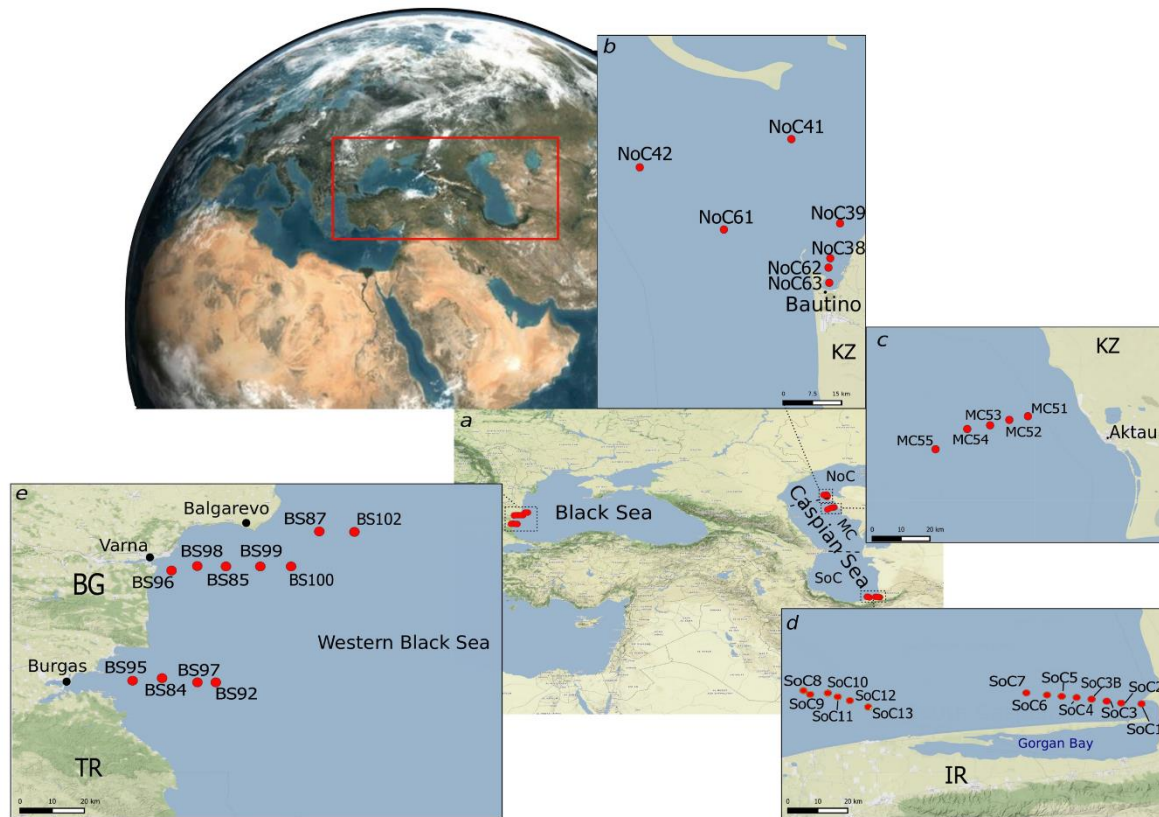 b
NoC41
NoC42
NoC61
NoC39
NoC38
NoC62
NoC63
Bautino
KZ
0 7.5 15 km
c
KZ
MC53
MC51
MC55
MC54
MC52
Aktau
0 10 20 km
a
NoC
Black Sea
Caspian Sea
MC
SoC
e
Balgarevo
BS87
BS102
Varna
BS98
BS99
BS96
BS85
BS100
BG
Western Black Sea
Burgas
BS95
BS97
BS84
BS92
TR
0 10 20 km
d
SoC8
SoC10
SoC7
SoC5
SoC3B
SoC2
SoC9
SoC12
SoC6
SoC4
SoC11
SoC13
SoC3
SoC1
Gorgan Bay
IR
0 10 20 km